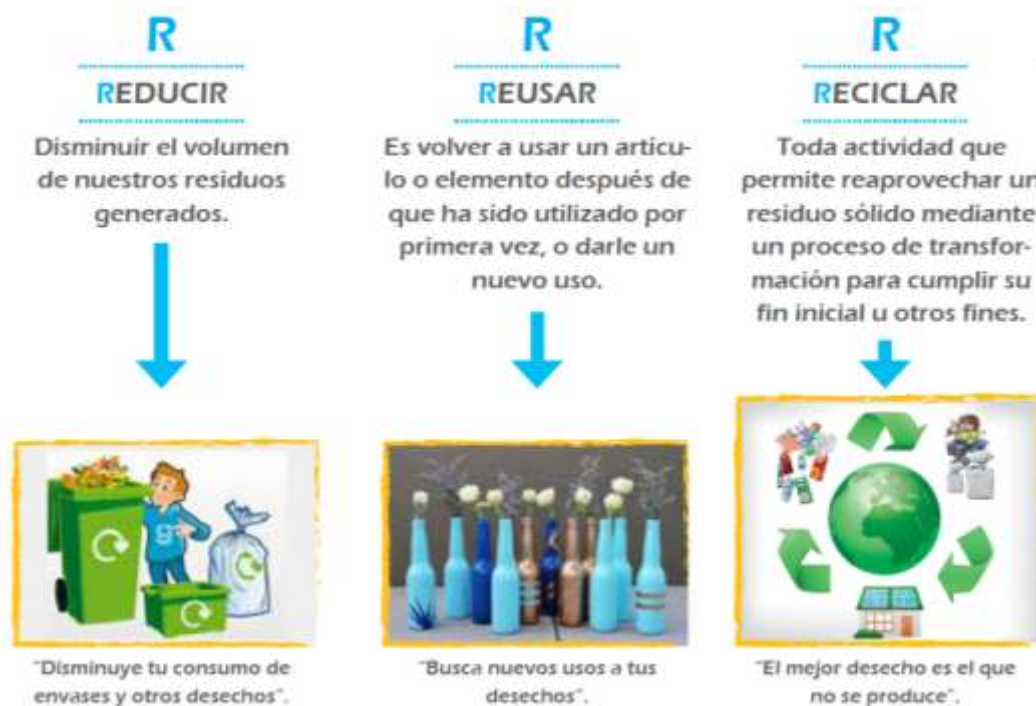 R
REDUCIR
Disminuir el volumen
de nuestros residuos
generados.
"Disminuye tu consumo de
envases y otros desechos".
R
REUSAR
Es volver a usar un artícu-
lo o elemento después de
que ha sido utilizado por
primera vez, o darle un
nuevo uso.
"Busca nuevos usos a tus
desechos".
R
RECICLAR
Toda actividad que
permite reaprovechar un
residuo sólido mediante
un proceso de transfor-
mación para cumplir su
fin inicial u otros fines.
"El mejor desecho es el que
no se produce".